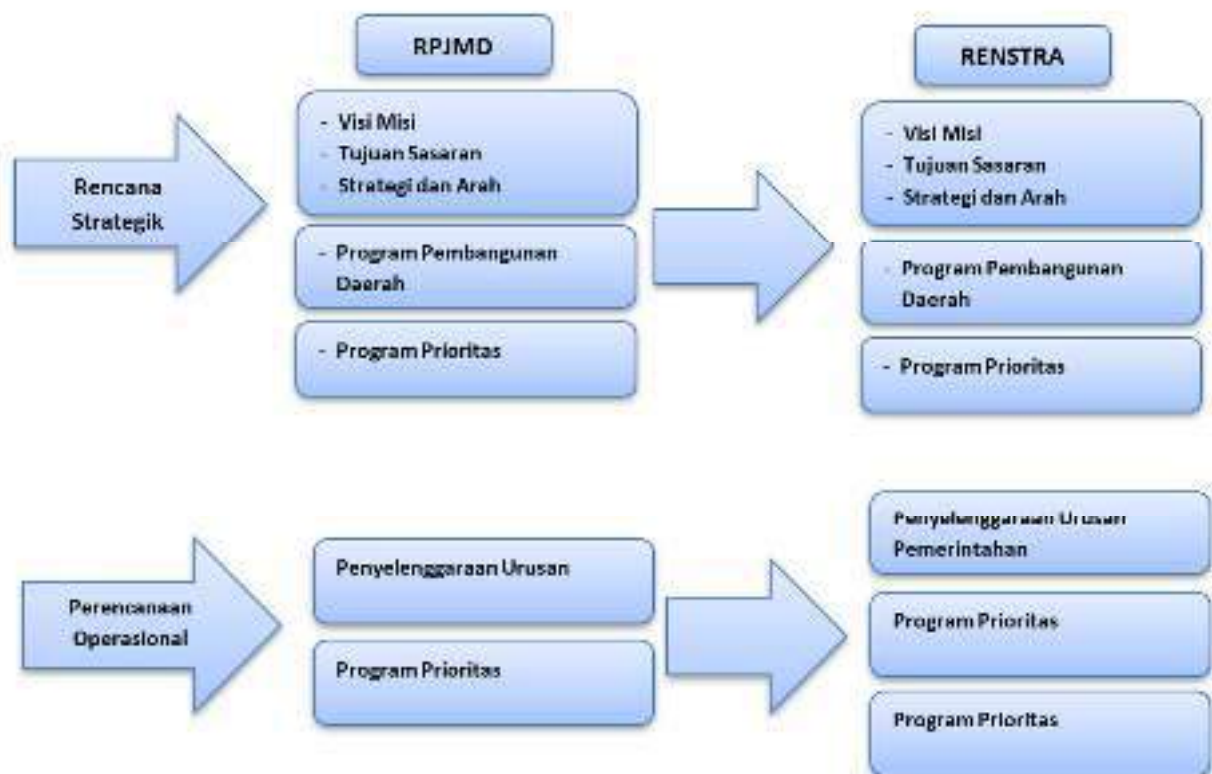 RPJMD
RENSTRA
Rencana
Strategik
- Visi Misi
- Tujuan Sasaran
- Strategi dan Arah
- Program Pembangunan
Daerah
- Program Prioritas
- Visi Misi
- Tujuan Sasaran
- Strategi dan Arah
- Program Pembangunan
Daerah
- Program Prioritas
Perencanaan
Operasional
Penyelenggaraan Urusan
Program Prioritas
Penyelenggaraan Urusan
Pemerintahan
Program Prioritas
Program Prioritas